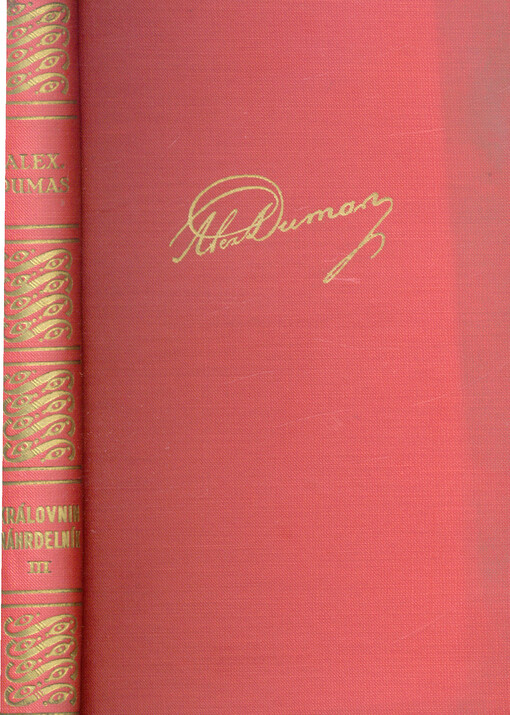 ALEX.
DUMAS
KRÁLOVNIN
NÁHRDELNÍK
III
Alex Dumas